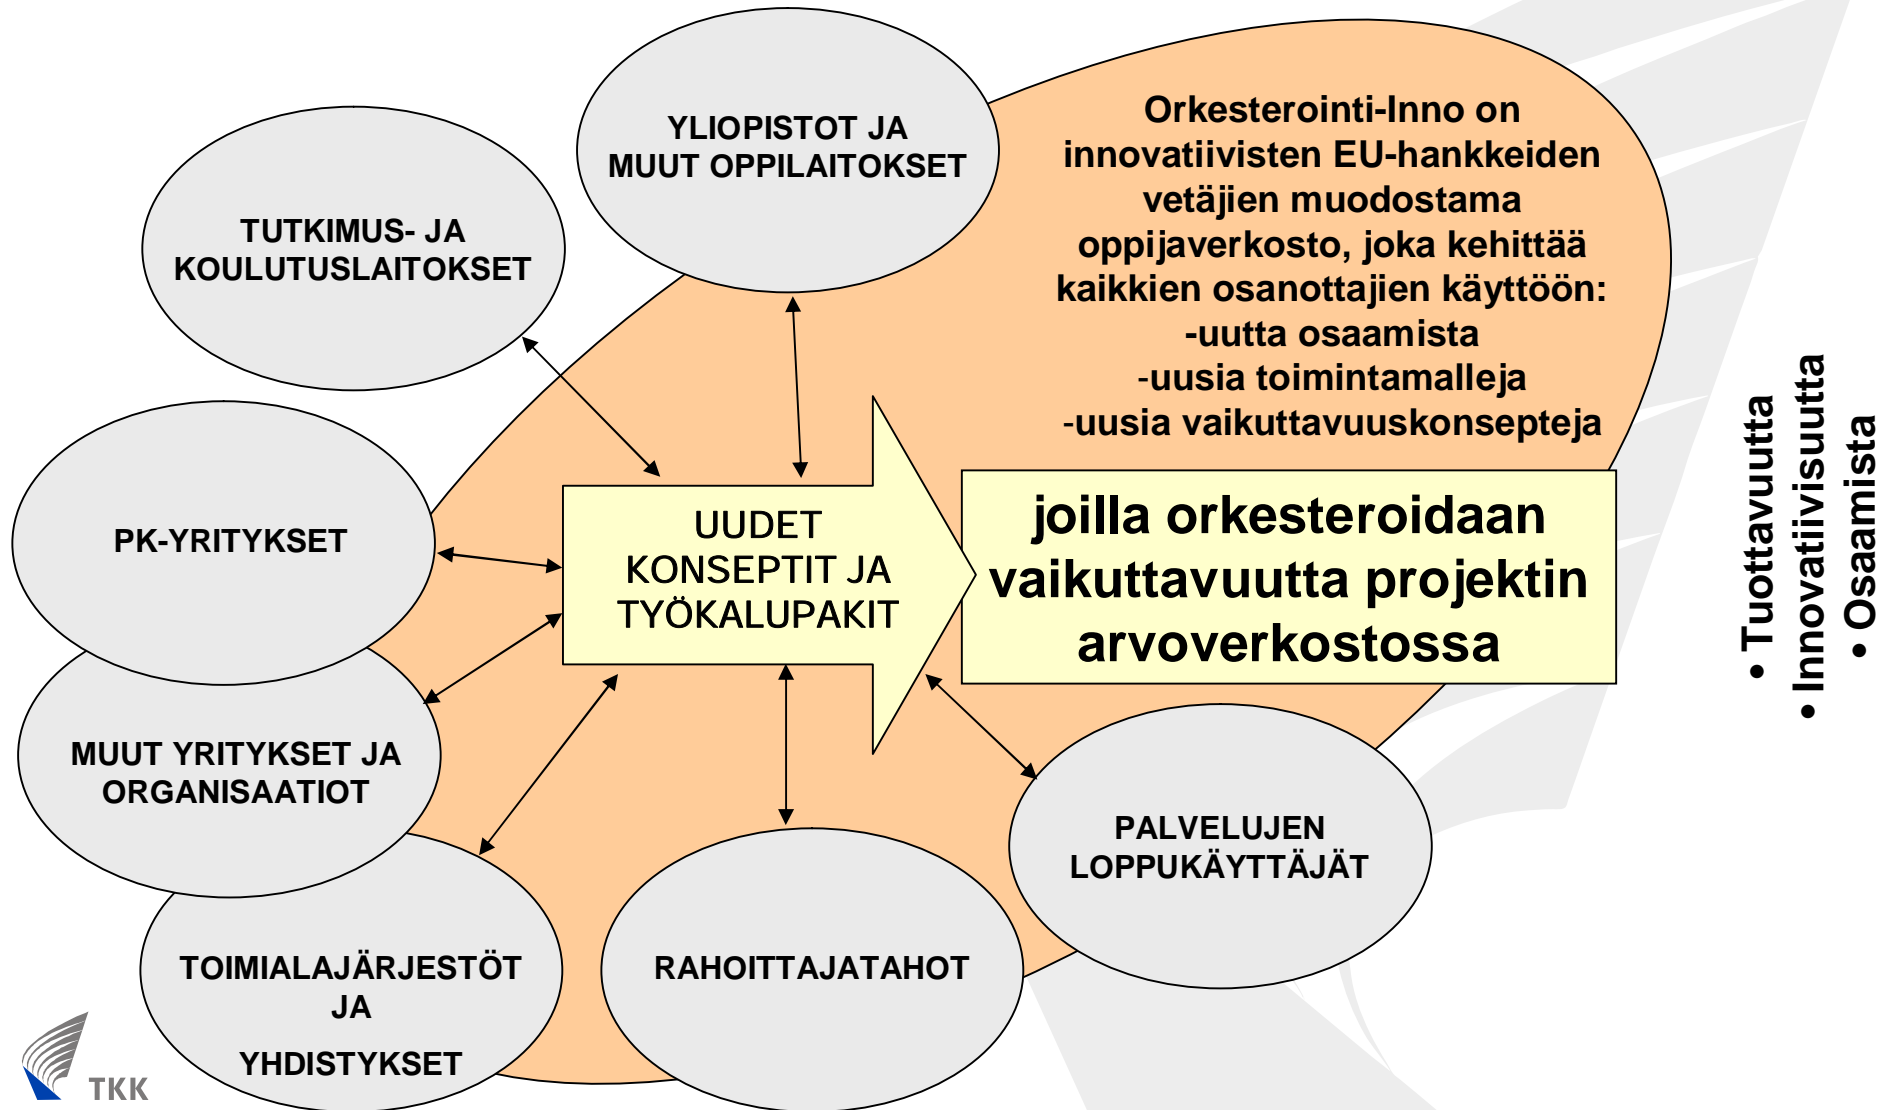 YLIOPISTOT JA
MUUT OPPILAITOKSET
TUTKIMUS- JA
KOULUTUSLAITOKSET
PK-YRITYKSET
MUUT YRITYKSET JA
ORGANISAATIOT
TOIMIALAJÄRJESTÖT
JA
YHDISTYKSET
RAHOITTAJATAHOT
PALVELUJEN
LOPPUKÄYTTÄJÄT
UUDET
KONSEPTIT JA
TYÖKALUPAKIT
Orkesterointi-Inno on
innovatiivisten EU-hankkeiden
vetäjien muodostama
oppijaverkosto, joka kehittää
kaikkien osanottajien käyttöön:
-uutta osaamista
-uusia toimintamalleja
-uusia vaikuttavuuskonsepteja
joilla orkesteroidaan
vaikuttavuutta projektin
arvoverkostossa
• Tuottavuutta
• Innovatiivisuutta
• Osaamista
TKK